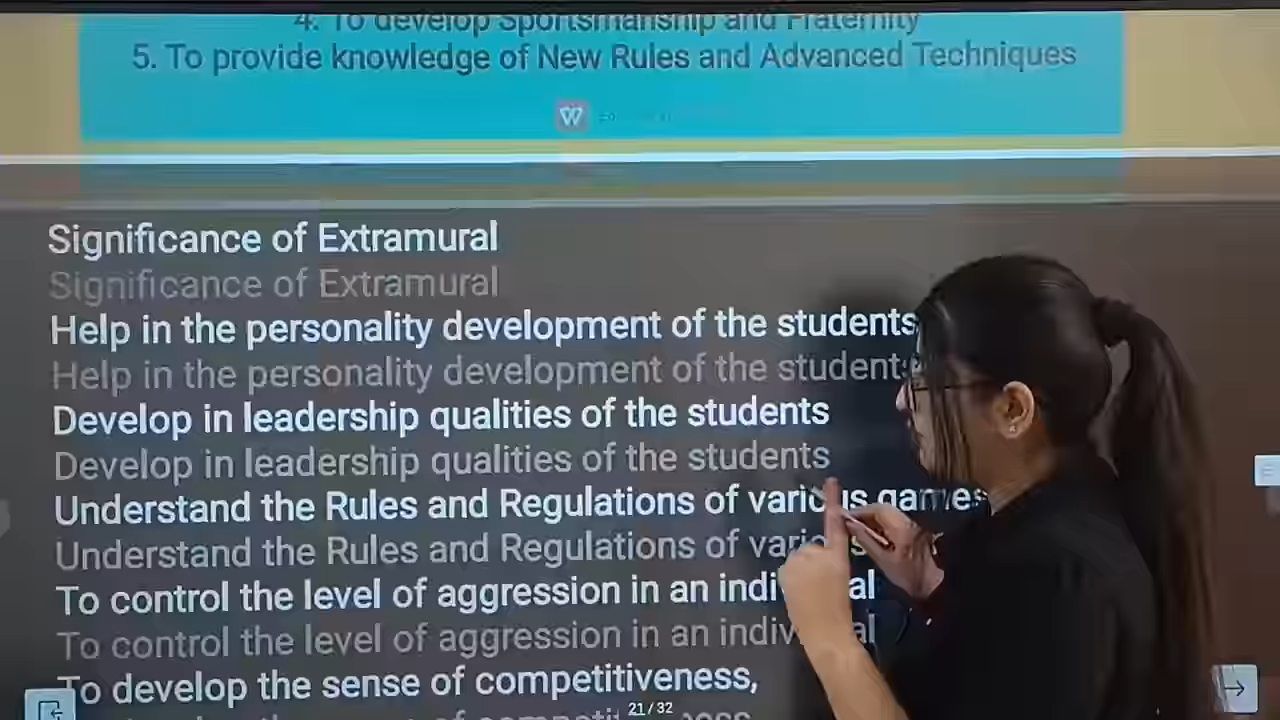 4. To develop Sportsmanship and Fraternity
5. To provide knowledge of New Rules and Advanced Techniques
W
Significance of Extramural
Significance of Extramural
Help in the personality development of the students
Help in the personality development of the students
Develop in leadership qualities of the students
Develop in leadership qualities of the students
Understand the Rules and Regulations of various games
Understand the Rules and Regulations of various
To control the level of aggression in an individual
To control the level of aggression in an individual
To develop the sense of competitiveness,
21 / 32